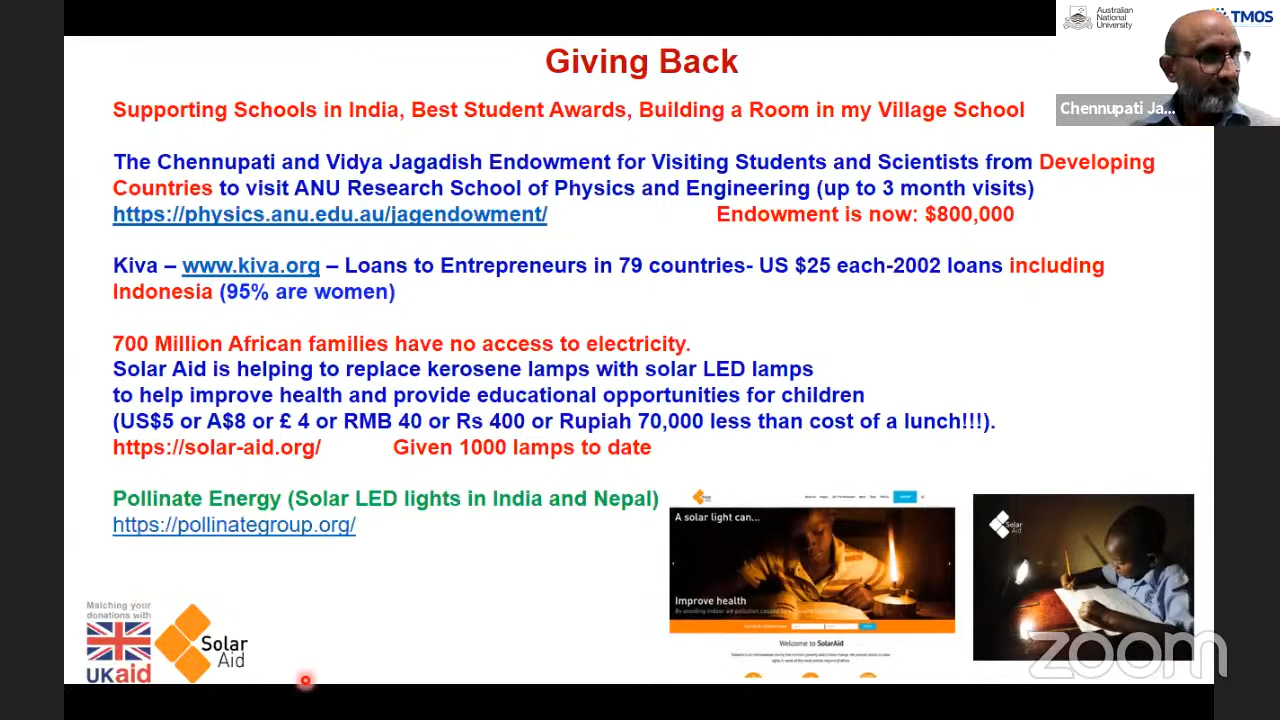 Giving Back
Australian
National
University
TMOS
Chennupati Ja...
Supporting Schools in India, Best Student Awards, Building a Room in my Village School
The Chennupati and Vidya Jagadish Endowment for Visiting Students and Scientists from Developing
Countries to visit ANU Research School of Physics and Engineering (up to 3 month visits)
https://physics.anu.edu.au/jagendowment/ Endowment is now: $800,000
Kiva – www.kiva.org – Loans to Entrepreneurs in 79 countries- US $25 each-2002 loans including
Indonesia (95% are women)
700 Million African families have no access to electricity.
Solar Aid is helping to replace kerosene lamps with solar LED lamps
to help improve health and provide educational opportunities for children
(US$5 or A$8 or £ 4 or RMB 40 or Rs 400 or Rupiah 70,000 less than cost of a lunch!!!).
https://solar-aid.org/ Given 1000 lamps to date
Pollinate Energy (Solar LED lights in India and Nepal)
https://pollinategroup.org/
A solar light can...
Improve health
Welcome to SolarAid
Solar
Aid
Matching your
donations with
UKaid
Solar
Aid
zoom